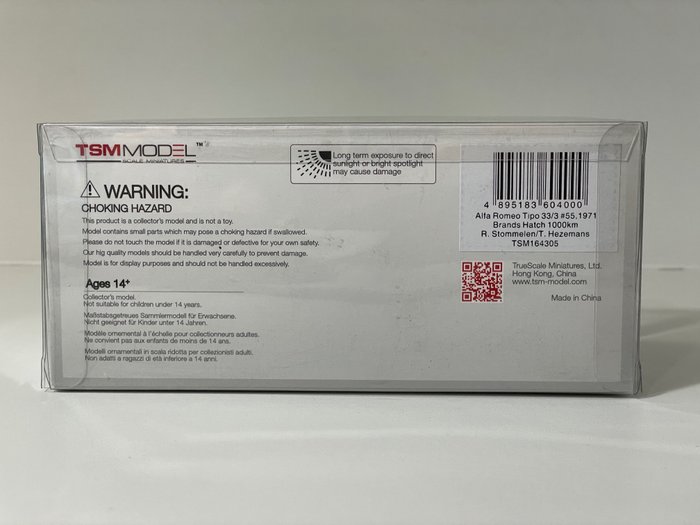 TSMMODEL™
SCALE MINIATURES
Long term exposure to direct
sunlight or bright spotlight
may cause damage
4 895183 604000
Alfa Romeo Tipo 33/3 #55,1971
Brands Hatch 1000km
R. Stommelen/T. Hezemans
TSM164305
WARNING:
CHOKING HAZARD
This product is a collector's model and is not a toy.
Model contains small parts which may pose a choking hazard if swallowed.
Please do not touch the model if it is damaged or defective for your own safety.
Our hig quality models should be handled very carefully to prevent damage.
Model is for display purposes and should not be handled excessively.
TrueScale Miniatures, Ltd.
Hong Kong, China
www.tsm-model.com
Made in China
Ages 14+
Collector's model.
Not suitable for children under 14 years.
Maßstabsgetreues Sammlermodell für Erwachsene.
Nicht geeignet für Kinder unter 14 Jahren.
Modèle ornemental à l'échelle pour collectionneurs adultes.
Ne convient pas aux enfants de moins de 14 ans.
Modelli ornamentali in scala ridotta per collezionisti adulti.
Non adatti a ragazzi di età inferiore a 14 anni.